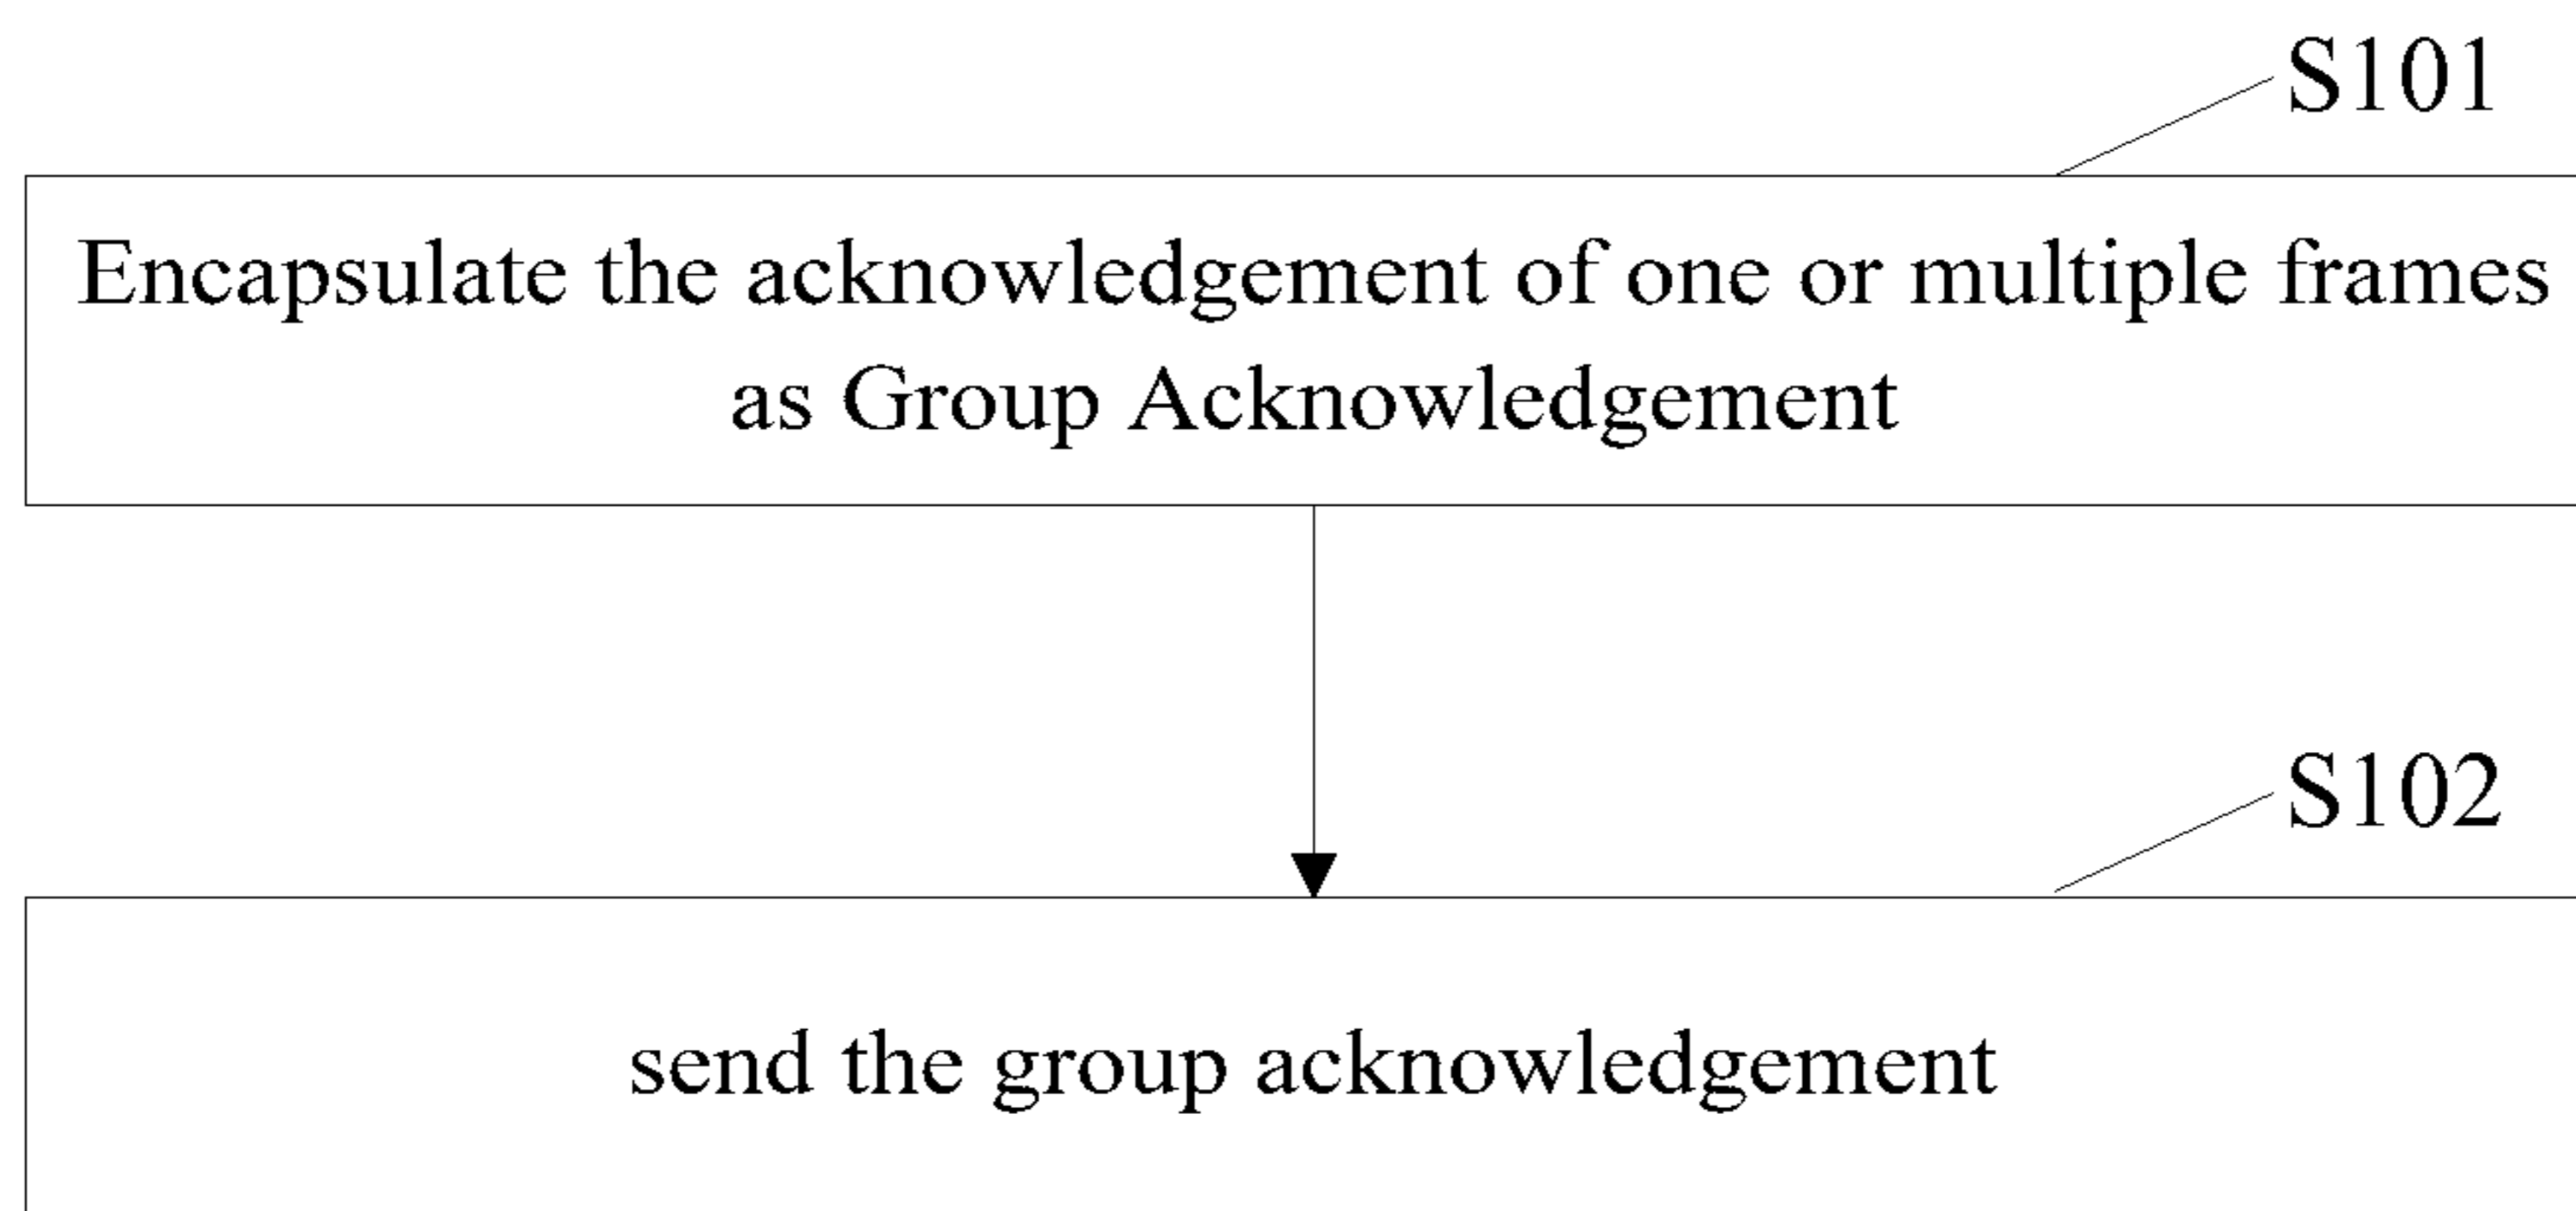 S101
Encapsulate the acknowledgement of one or multiple frames
as Group Acknowledgement
S102
send the group acknowledgement